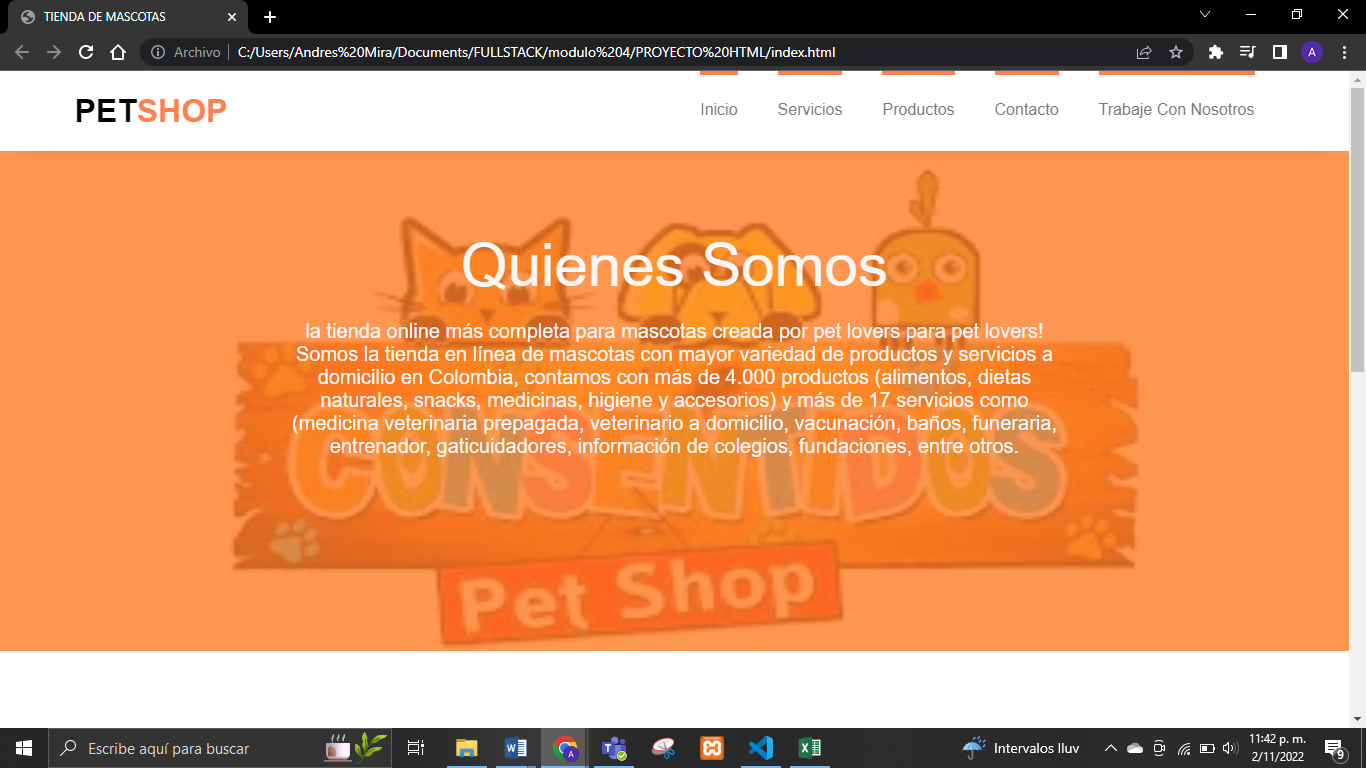 TIENDA DE MASCOTAS
Archivo C:/Users/Andres%20Mira/Documents/FULLSTACK/modulo%204/PROYECTO%20HTML/index.html
A
PETSHOP
Inicio Servicios Productos Contacto Trabaje Con Nosotros
Quienes Somos
la tienda online más completa para mascotas creada por pet lovers para pet lovers!
Somos la tienda en línea de mascotas con mayor variedad de productos y servicios a
domicilio en Colombia, contamos con más de 4.000 productos (alimentos, dietas
naturales, snacks, medicinas, higiene y accesorios) y más de 17 servicios como
(medicina veterinaria prepagada, veterinario a domicilio, vacunación, baños, funeraria,
entrenador, gaticuidadores, información de colegios, fundaciones, entre otros.
CONSENTIDOS
Pet Shop
Escribe aquí para buscar
Intervalos lluv
11:42 p. m.
2/11/2022
9